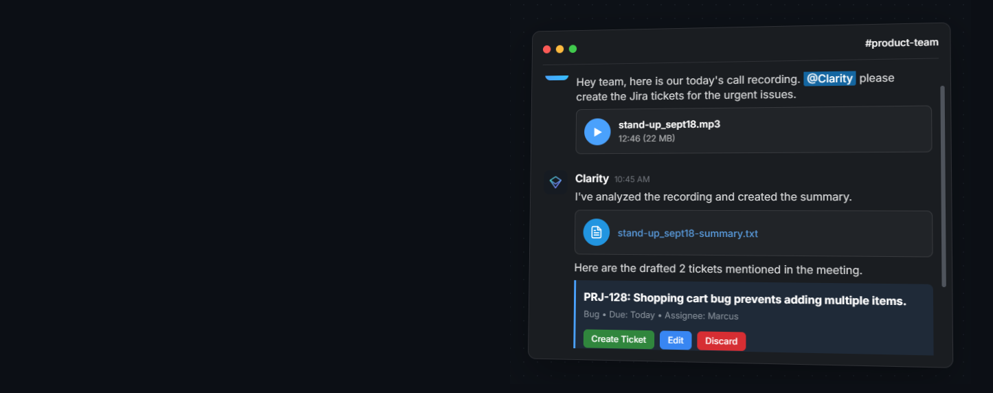 #product-team
Hey team, here is our today's call recording. @Clarity please
create the Jira tickets for the urgent issues.
stand-up_sept18.mp3
12:46 (22 MB)
Clarity 10:45 AM
I've analyzed the recording and created the summary.
stand-up_sept18-summary.txt
Here are the drafted 2 tickets mentioned in the meeting.
PRJ-128: Shopping cart bug prevents adding multiple items.
Bug • Due: Today • Assignee: Marcus
Create Ticket Edit Discard